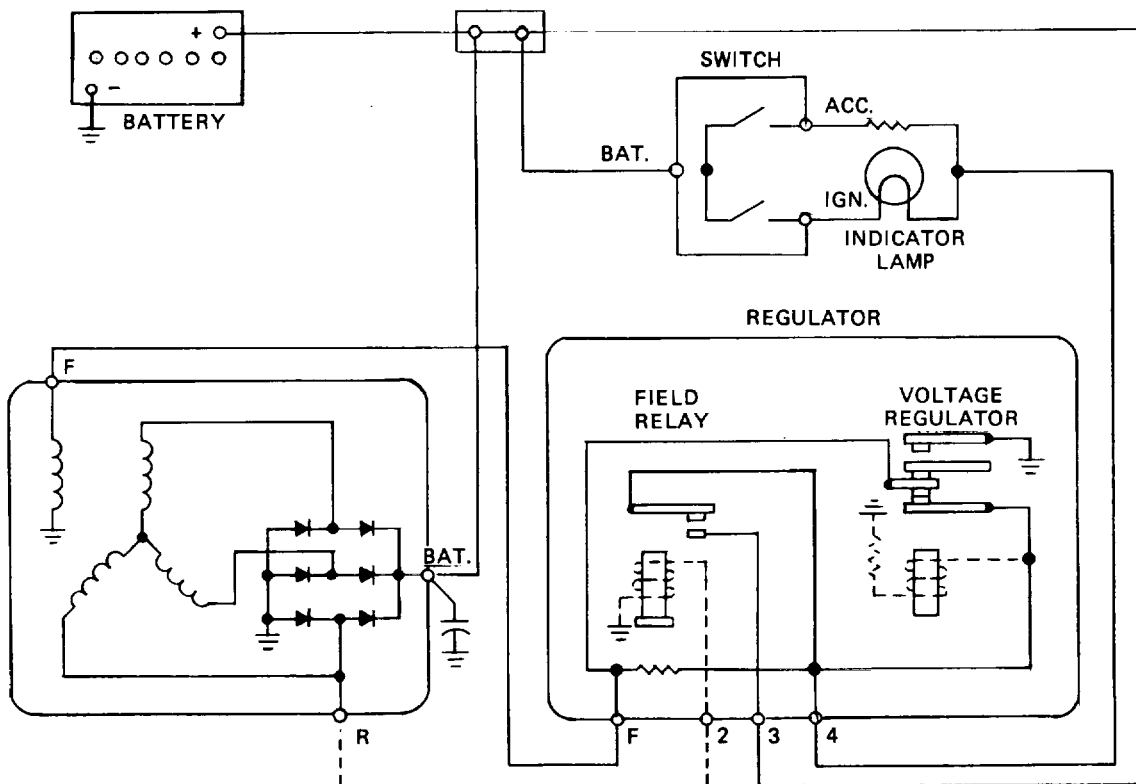 +
-
BATTERY
SWITCH
ACC.
BAT.
IGN.
INDICATOR
LAMP
REGULATOR
F
FIELD
RELAY
VOLTAGE
REGULATOR
BAT.
R
F
2
3
4